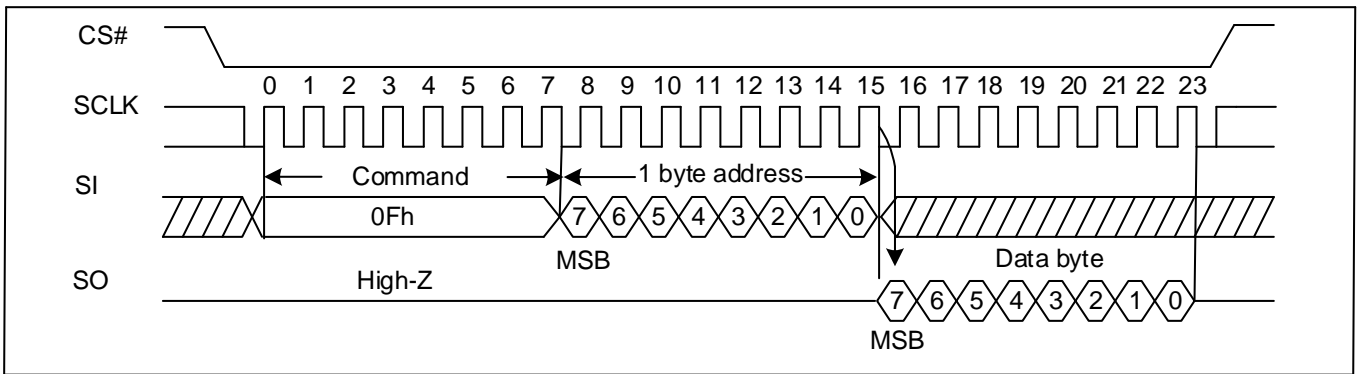 CS#
0 1 2 3 4 5 6 7 8 9 10 11 12 13 14 15 16 17 18 19 20 21 22 23
SCLK
Command 1 byte address
SI
0Fh 7 6 5 4 3 2 1 0
MSB Data byte
SO High-Z
7 6 5 4 3 2 1 0
MSB